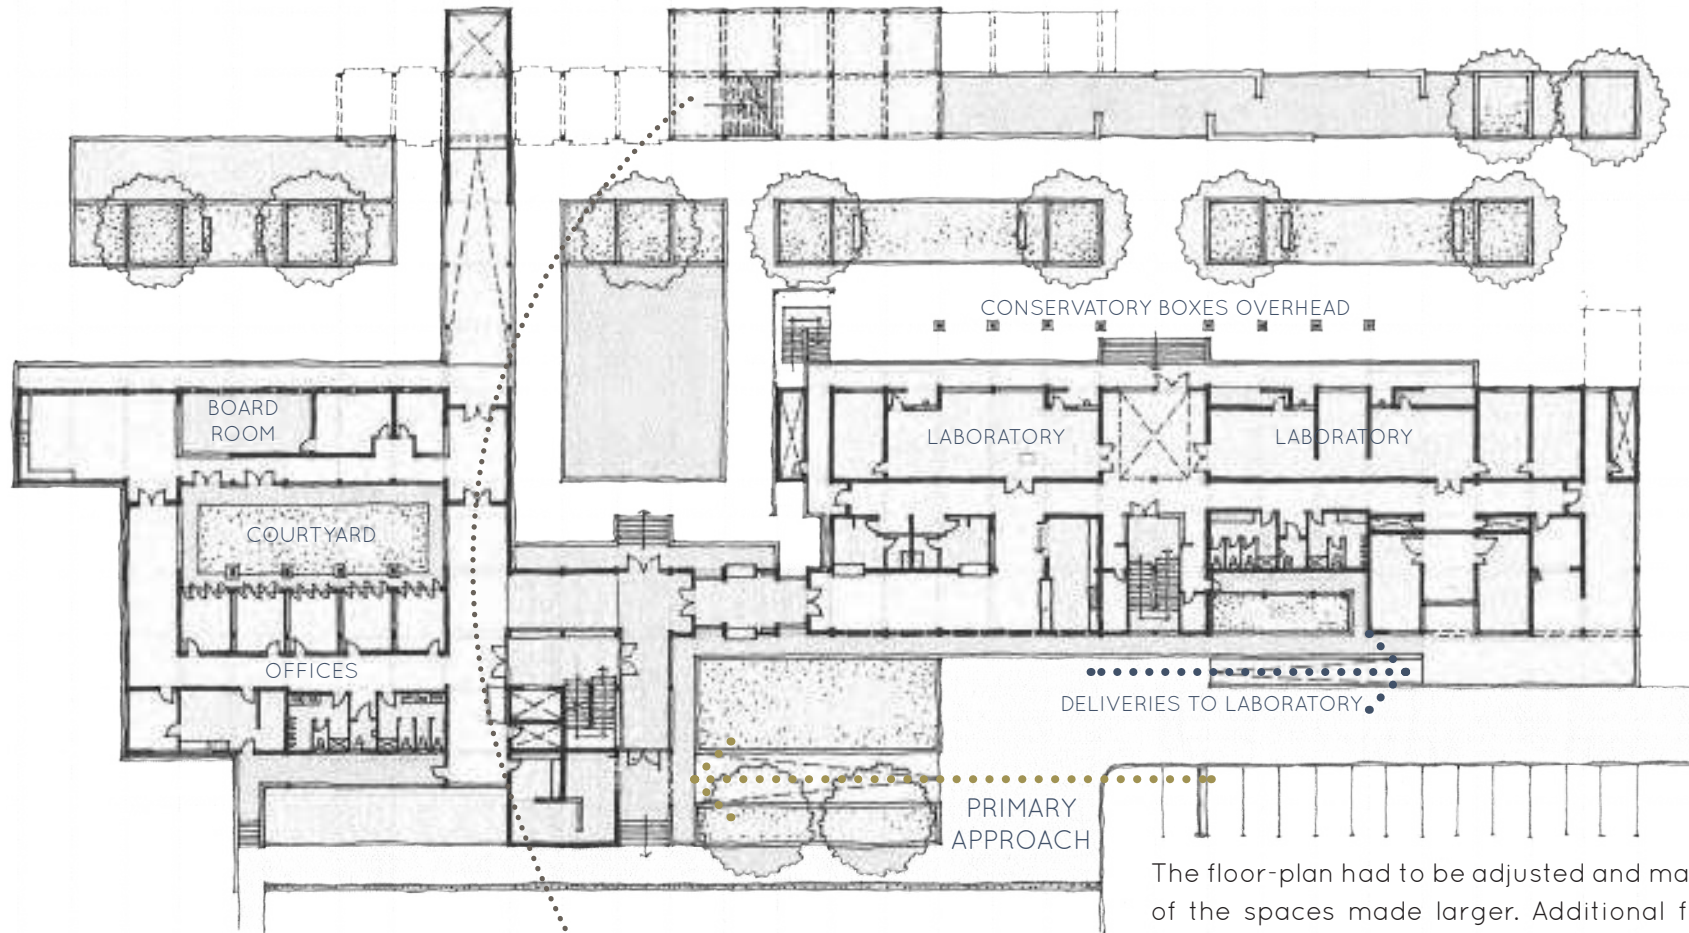 CONSERVATORY BOXES OVERHEAD
BOARD
ROOM
LABORATORY
LABORATORY
COURTYARD
OFFICES
DELIVERIES TO LABORATORY
PRIMARY
APPROACH
The floor-plan had to be adjusted and ma
of the spaces made larger. Additional f